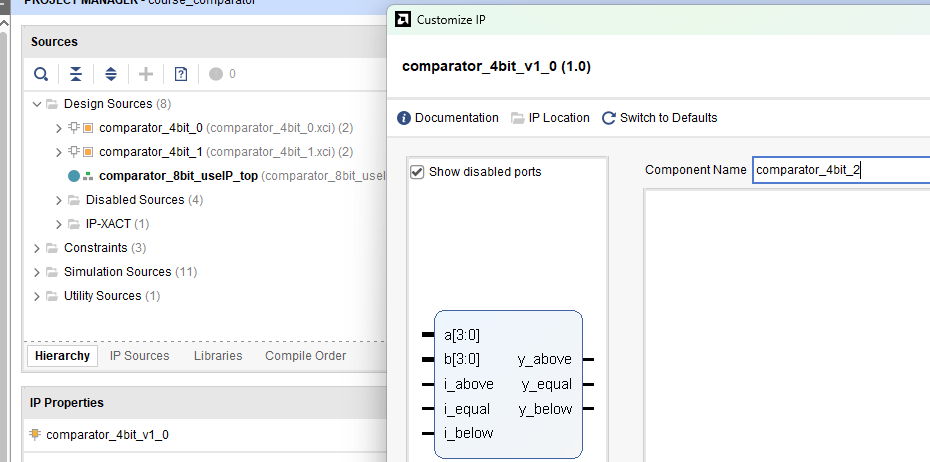 PROJECT MANAGER - course_comparator
Sources
0
Design Sources (8)
comparator_4bit_0 (comparator_4bit_0.xci) (2)
comparator_4bit_1 (comparator_4bit_1.xci) (2)
comparator_8bit_useIP_top (comparator_8bit_useI
Disabled Sources (4)
IP-XACT (1)
Constraints (3)
Simulation Sources (11)
Utility Sources (1)
Hierarchy IP Sources Libraries Compile Order
IP Properties
comparator_4bit_v1_0
Customize IP
comparator_4bit_v1_0 (1.0)
Documentation IP Location Switch to Defaults
Show disabled ports
Component Name comparator_4bit_2
a[3:0]
b[3:0] y_above
i_above y_equal
i_equal y_below
i_below